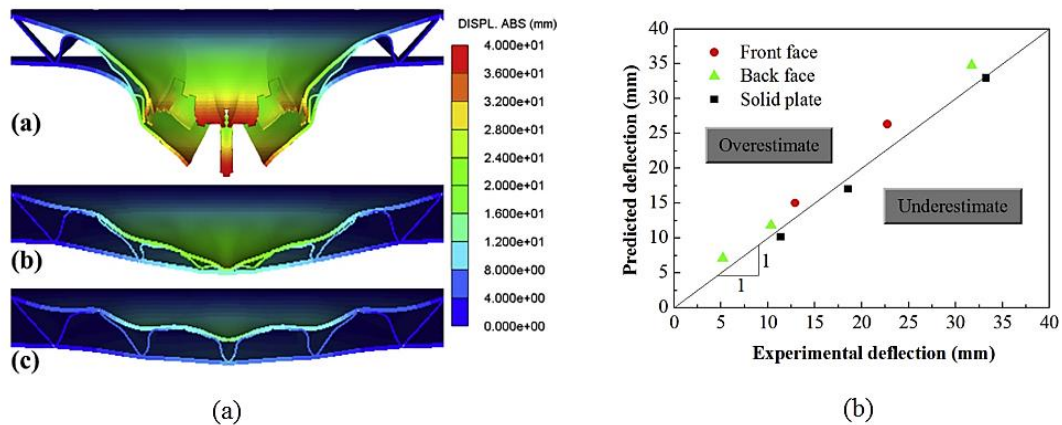 DISPL. ABS (mm)
4.000e+01
3.600e+01
3.200e+01
2.800e+01
2.400e+01
2.000e+01
1.600e+01
1.200e+01
8.000e+00
4.000e+00
0.000e+00
(a)
(b)
(c)
(a)
Predicted deflection (mm)
40
35
30
25
20
15
10
5
0
Front face
Back face
Solid plate
Overestimate
Underestimate
1
1
0 5 10 15 20 25 30 35 40
Experimental deflection (mm)
(b)